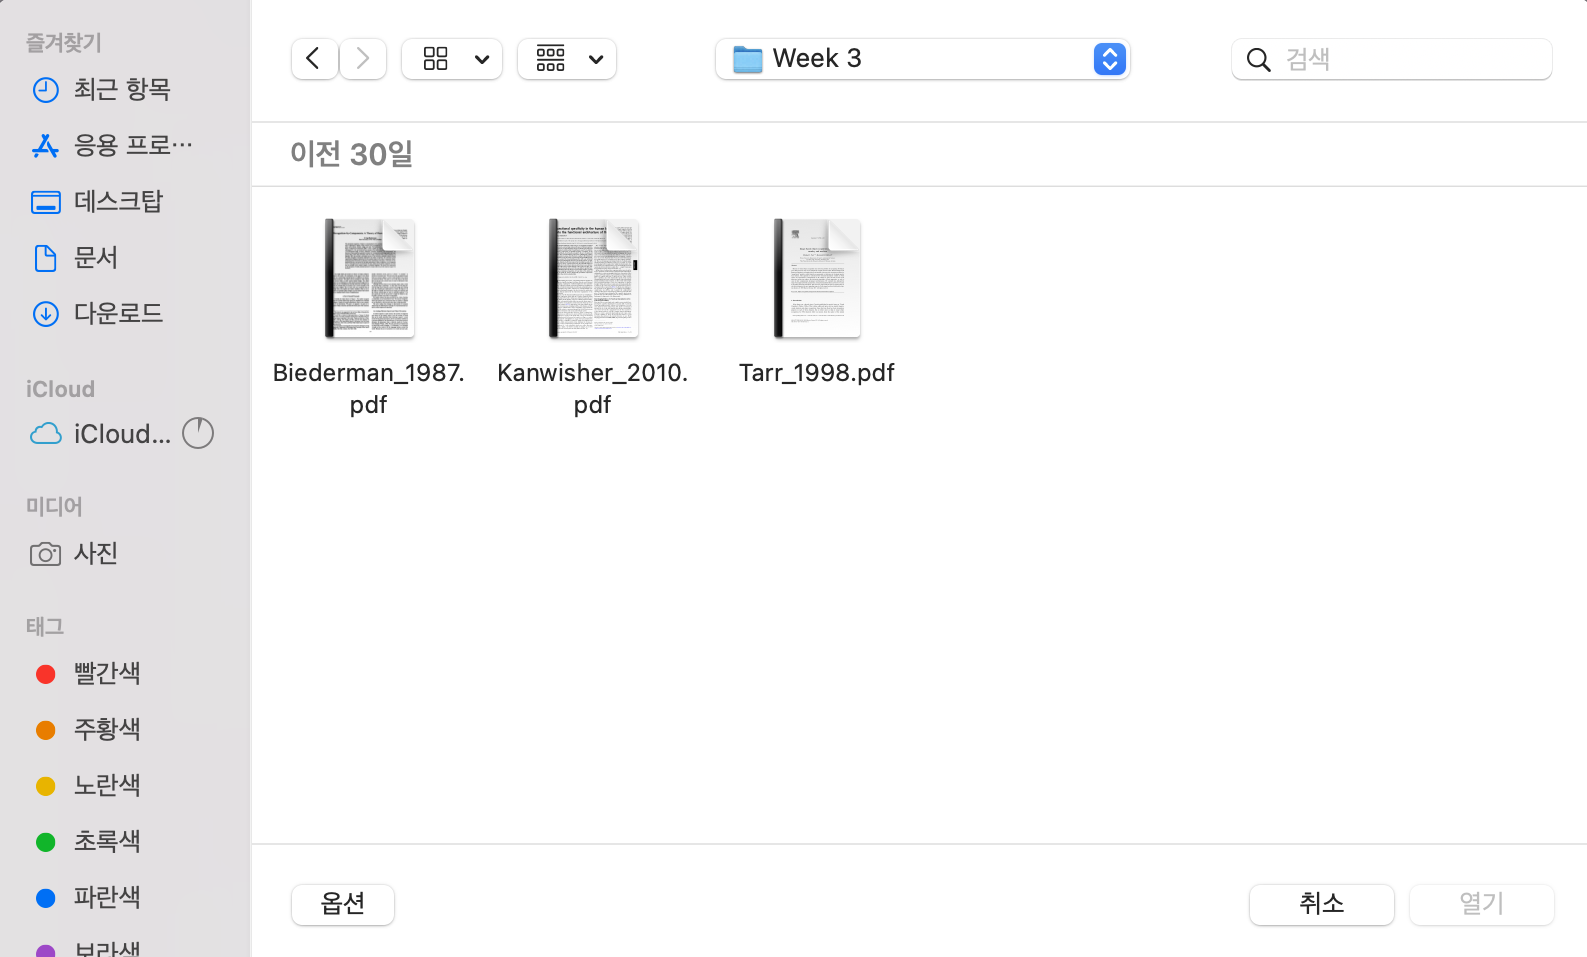 즐겨찾기
최근 항목
응용 프로…
데스크탑
문서
다운로드
iCloud
iCloud...
미디어
사진
태그
빨간색
주황색
노란색
초록색
파란색
보라색
Week 3
검색
이전 30일
Biederman_1987.
pdf
Kanwisher_2010.
pdf
Tarr_1998.pdf
옵션
취소
열기